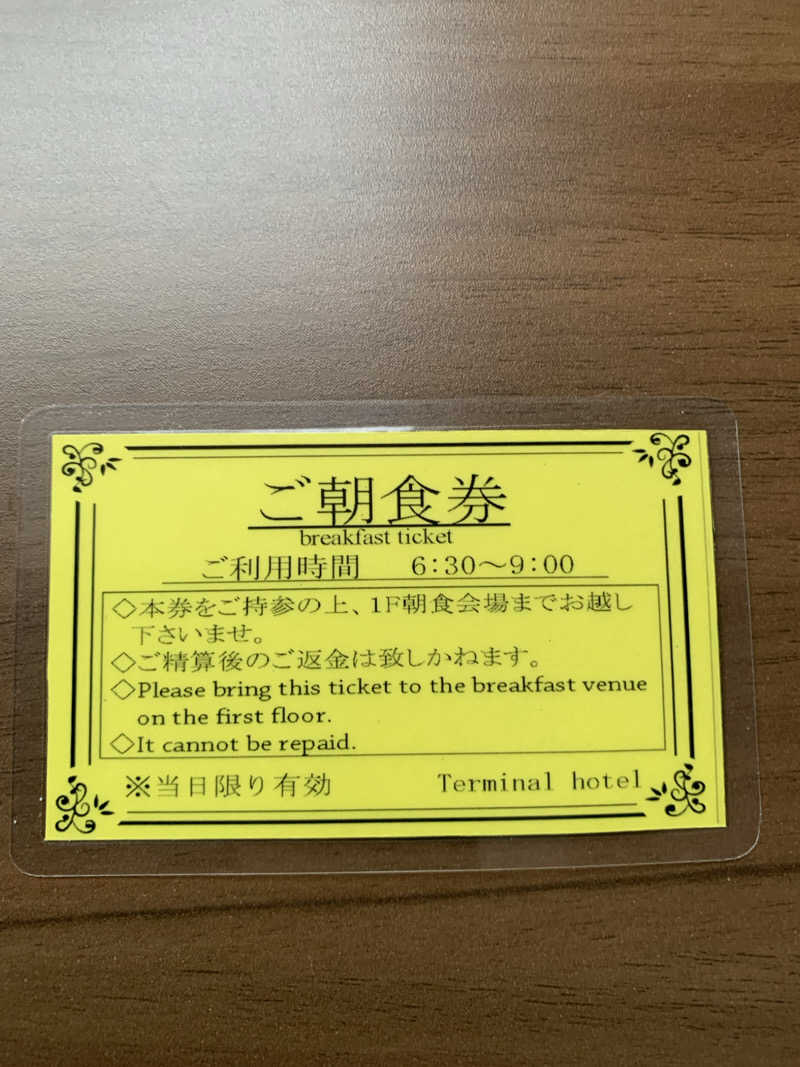 ご朝食券
breakfast ticket
ご利用時間 6:30～9:00
◇本券をご持参の上、1F朝食会場までお越し
下さいませ。
◇ご精算後のご返金は致しかねます。
◇Please bring this ticket to the breakfast venue
on the first floor.
◇It cannot be repaid.
※当日限り有効 Terminal hotel